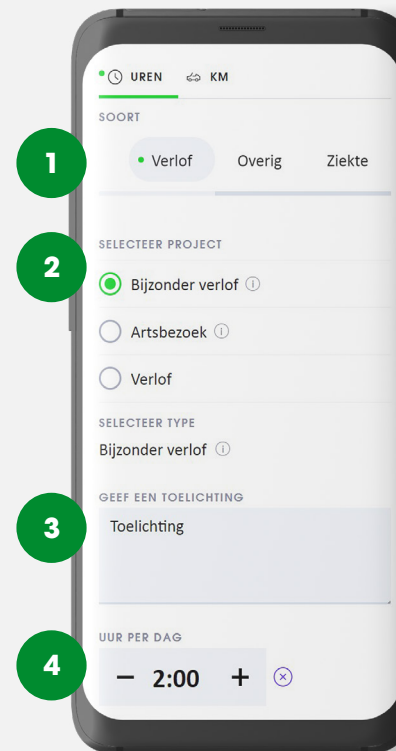 UREN KM
SOORT
1
Verlof Overig Ziekte
SELECTEER PROJECT
2
Bijzonder verlof
Artsbezoek
Verlof
SELECTEER TYPE
Bijzonder verlof
GEEF EEN TOELICHTING
3
Toelichting
UUR PER DAG
4
− 2:00 +